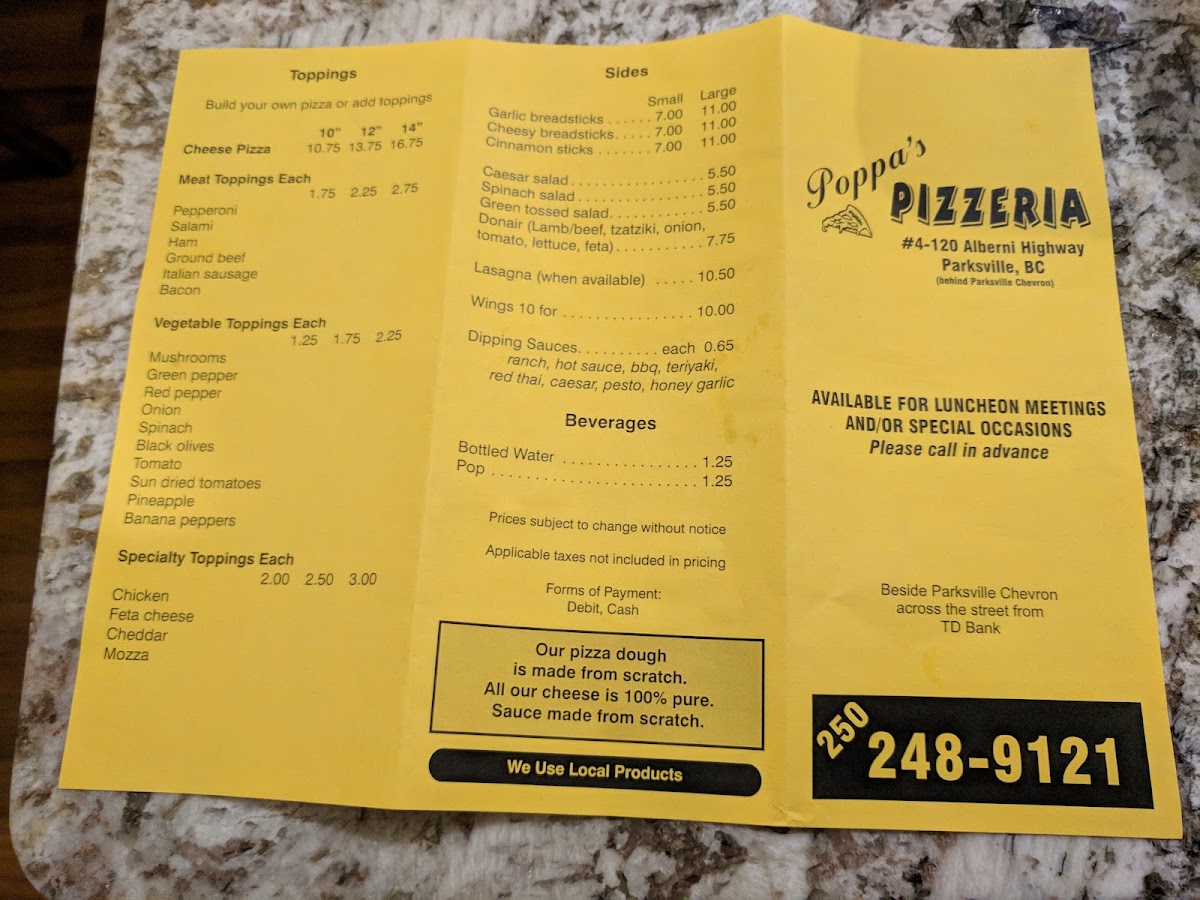 Toppings
Build your own pizza or add toppings
10" 12" 14"
Cheese Pizza 10.75 13.75 16.75
Meat Toppings Each
1.75 2.25 2.75
Pepperoni
Salami
Ham
Ground beef
Italian sausage
Bacon
Vegetable Toppings Each
1.25 1.75 2.25
Mushrooms
Green pepper
Red pepper
Onion
Spinach
Black olives
Tomato
Sun dried tomatoes
Pineapple
Banana peppers
Specialty Toppings Each
2.00 2.50 3.00
Chicken
Feta cheese
Cheddar
Mozza
Sides
Small Large
Garlic breadsticks . . . . . . 7.00 11.00
Cheesy breadsticks. . . . . 7.00 11.00
Cinnamon sticks . . . . . . . 7.00 11.00
Caesar salad. . . . . . . . . . . . . . . . . 5.50
Spinach salad . . . . . . . . . . . . . . . . 5.50
Green tossed salad. . . . . . . . . . . . 5.50
Donair (Lamb/beef, tzatziki, onion,
tomato, lettuce, feta) . . . . . . . . . . . 7.75
Lasagna (when available) . . . . . 10.50
Wings 10 for . . . . . . . . . . . . . . . . 10.00
Dipping Sauces. . . . . . . . . . each 0.65
ranch, hot sauce, bbq, teriyaki,
red thai, caesar, pesto, honey garlic
Beverages
Bottled Water . . . . . . . . . . . . . . . . 1.25
Pop . . . . . . . . . . . . . . . . . . . . . . . . 1.25
Prices subject to change without notice
Applicable taxes not included in pricing
Forms of Payment:
Debit, Cash
Our pizza dough
is made from scratch.
All our cheese is 100% pure.
Sauce made from scratch.
We Use Local Products
Poppa's
PIZZERIA
#4-120 Alberni Highway
Parksville, BC
(behind Parksville Chevron)
AVAILABLE FOR LUNCHEON MEETINGS
AND/OR SPECIAL OCCASIONS
Please call in advance
Beside Parksville Chevron
across the street from
TD Bank
250 248-9121